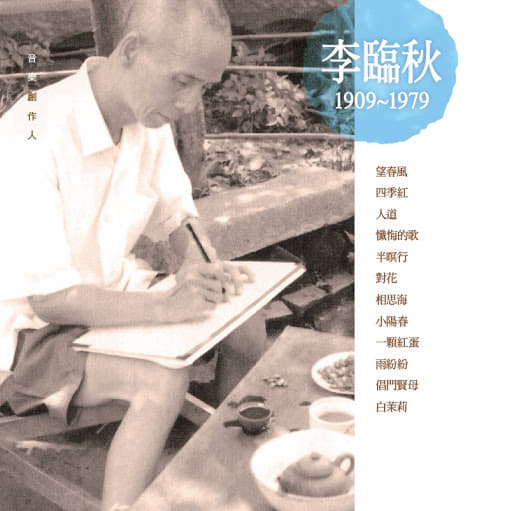 音樂創作人
李臨秋
1909~1979
望春風
四季紅
人道
懺悔的歌
半暝行
對花
相思海
小陽春
一顆紅蛋
雨紛紛
倡門賢母
白茉莉